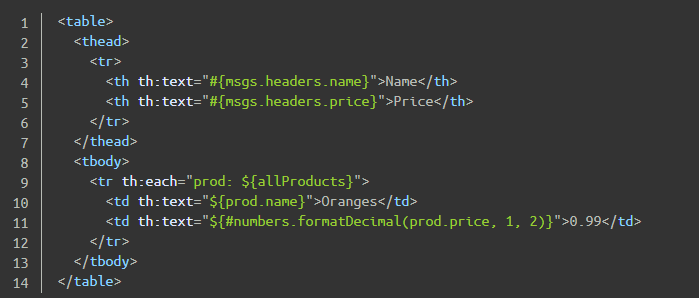 1 <table>
2   <thead>
3     <tr>
4       <th th:text="#{msgs.headers.name}">Name</th>
5       <th th:text="#{msgs.headers.price}">Price</th>
6     </tr>
7   </thead>
8   <tbody>
9     <tr th:each="prod: ${allProducts}">
10       <td th:text="${prod.name}">Oranges</td>
11       <td th:text="${#numbers.formatDecimal(prod.price, 1, 2)}">0.99</td>
12     </tr>
13   </tbody>
14 </table>